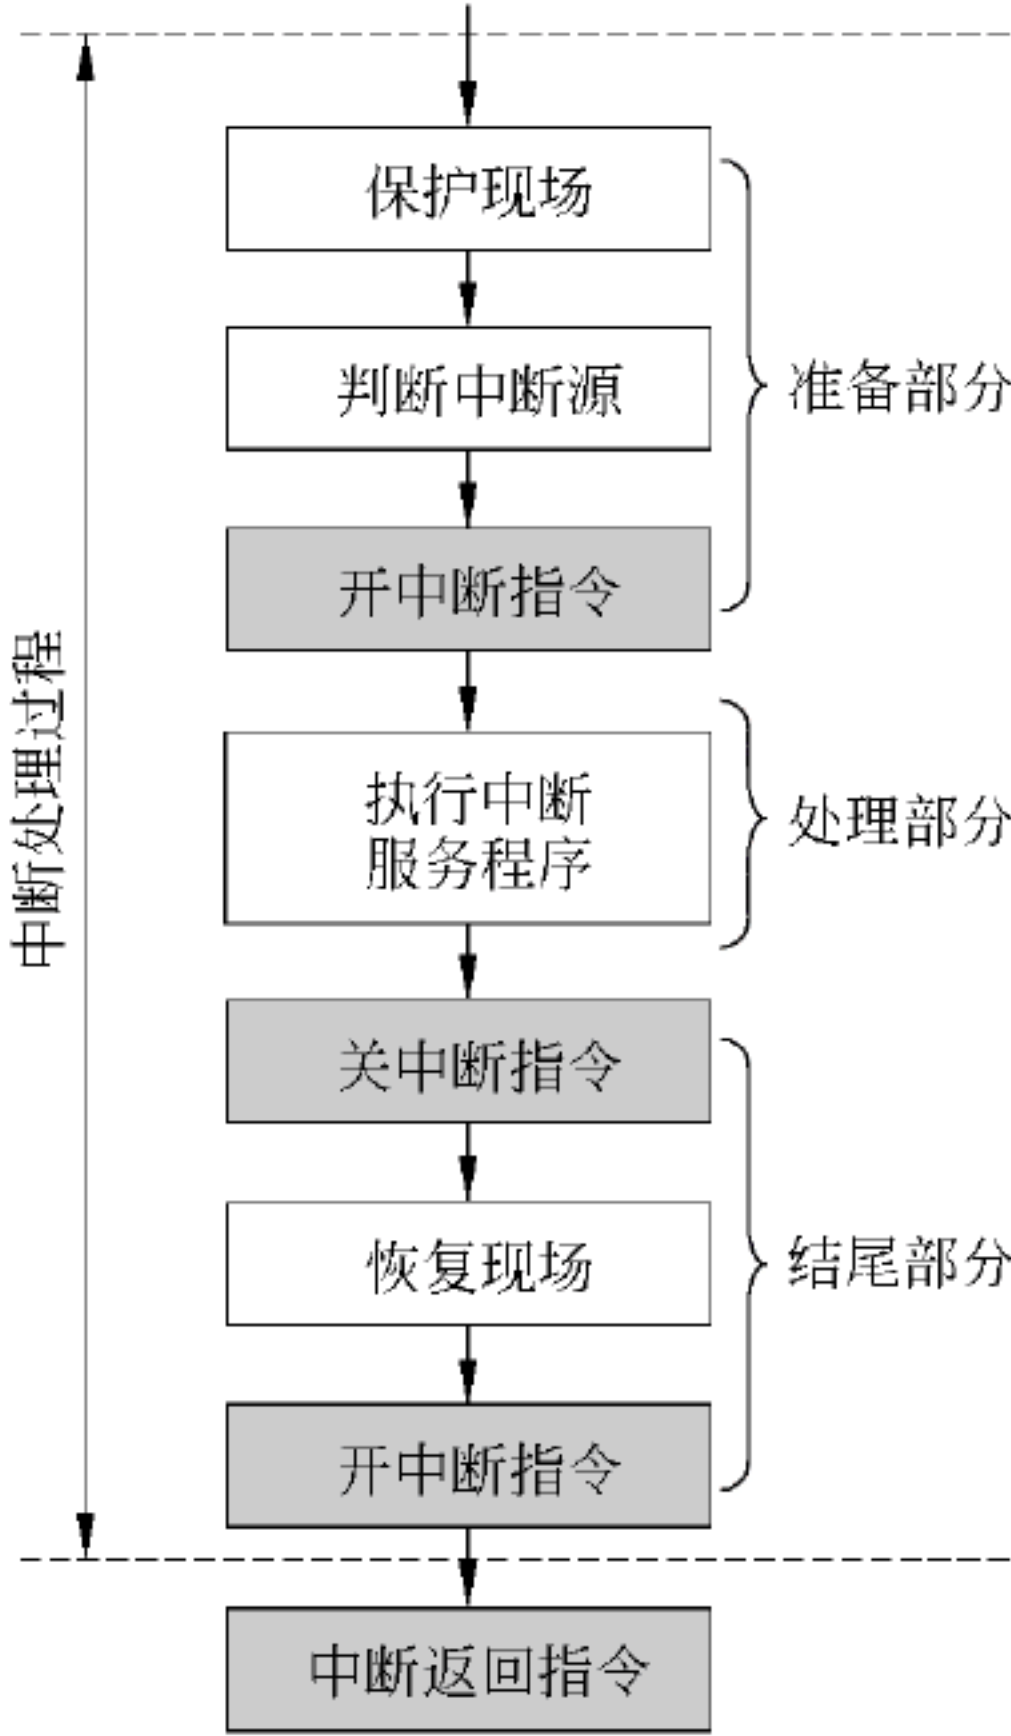 保护现场
判断中断源
准备部分
开中断指令
中断处理过程
执行中断
服务程序
处理部分
关中断指令
恢复现场
结尾部分
开中断指令
中断返回指令